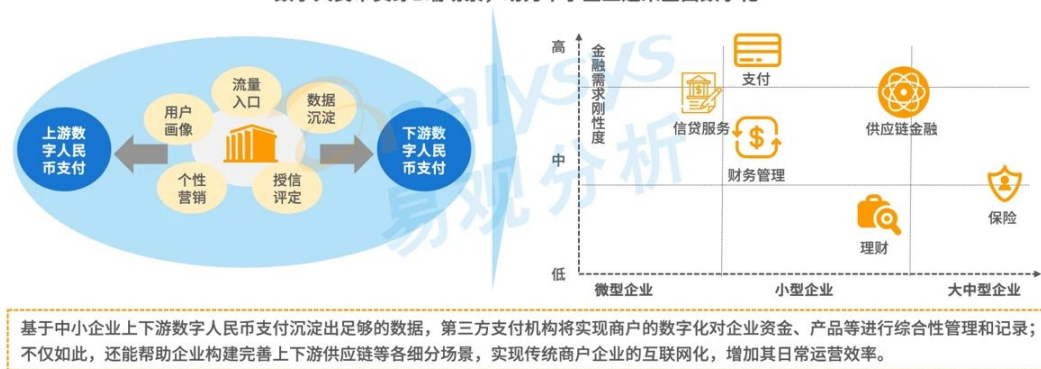 上游数
字人民
币支付
用户
画像
流量
入口
数据
沉淀
个性
营销
授信
评定
下游数
字人民
币支付
高
中
低
金融需求刚性度
支付
信贷服务
供应链金融
财务管理
保险
理财
微型企业
小型企业
大中型企业
analysys
易观分析
基于中小企业上下游数字人民币支付沉淀出足够的数据，第三方支付机构将实现商户的数字化对企业资金、产品等进行综合性管理和记录；
不仅如此，还能帮助企业构建完善上下游供应链等各细分场景，实现传统商户企业的互联网化，增加其日常运营效率。